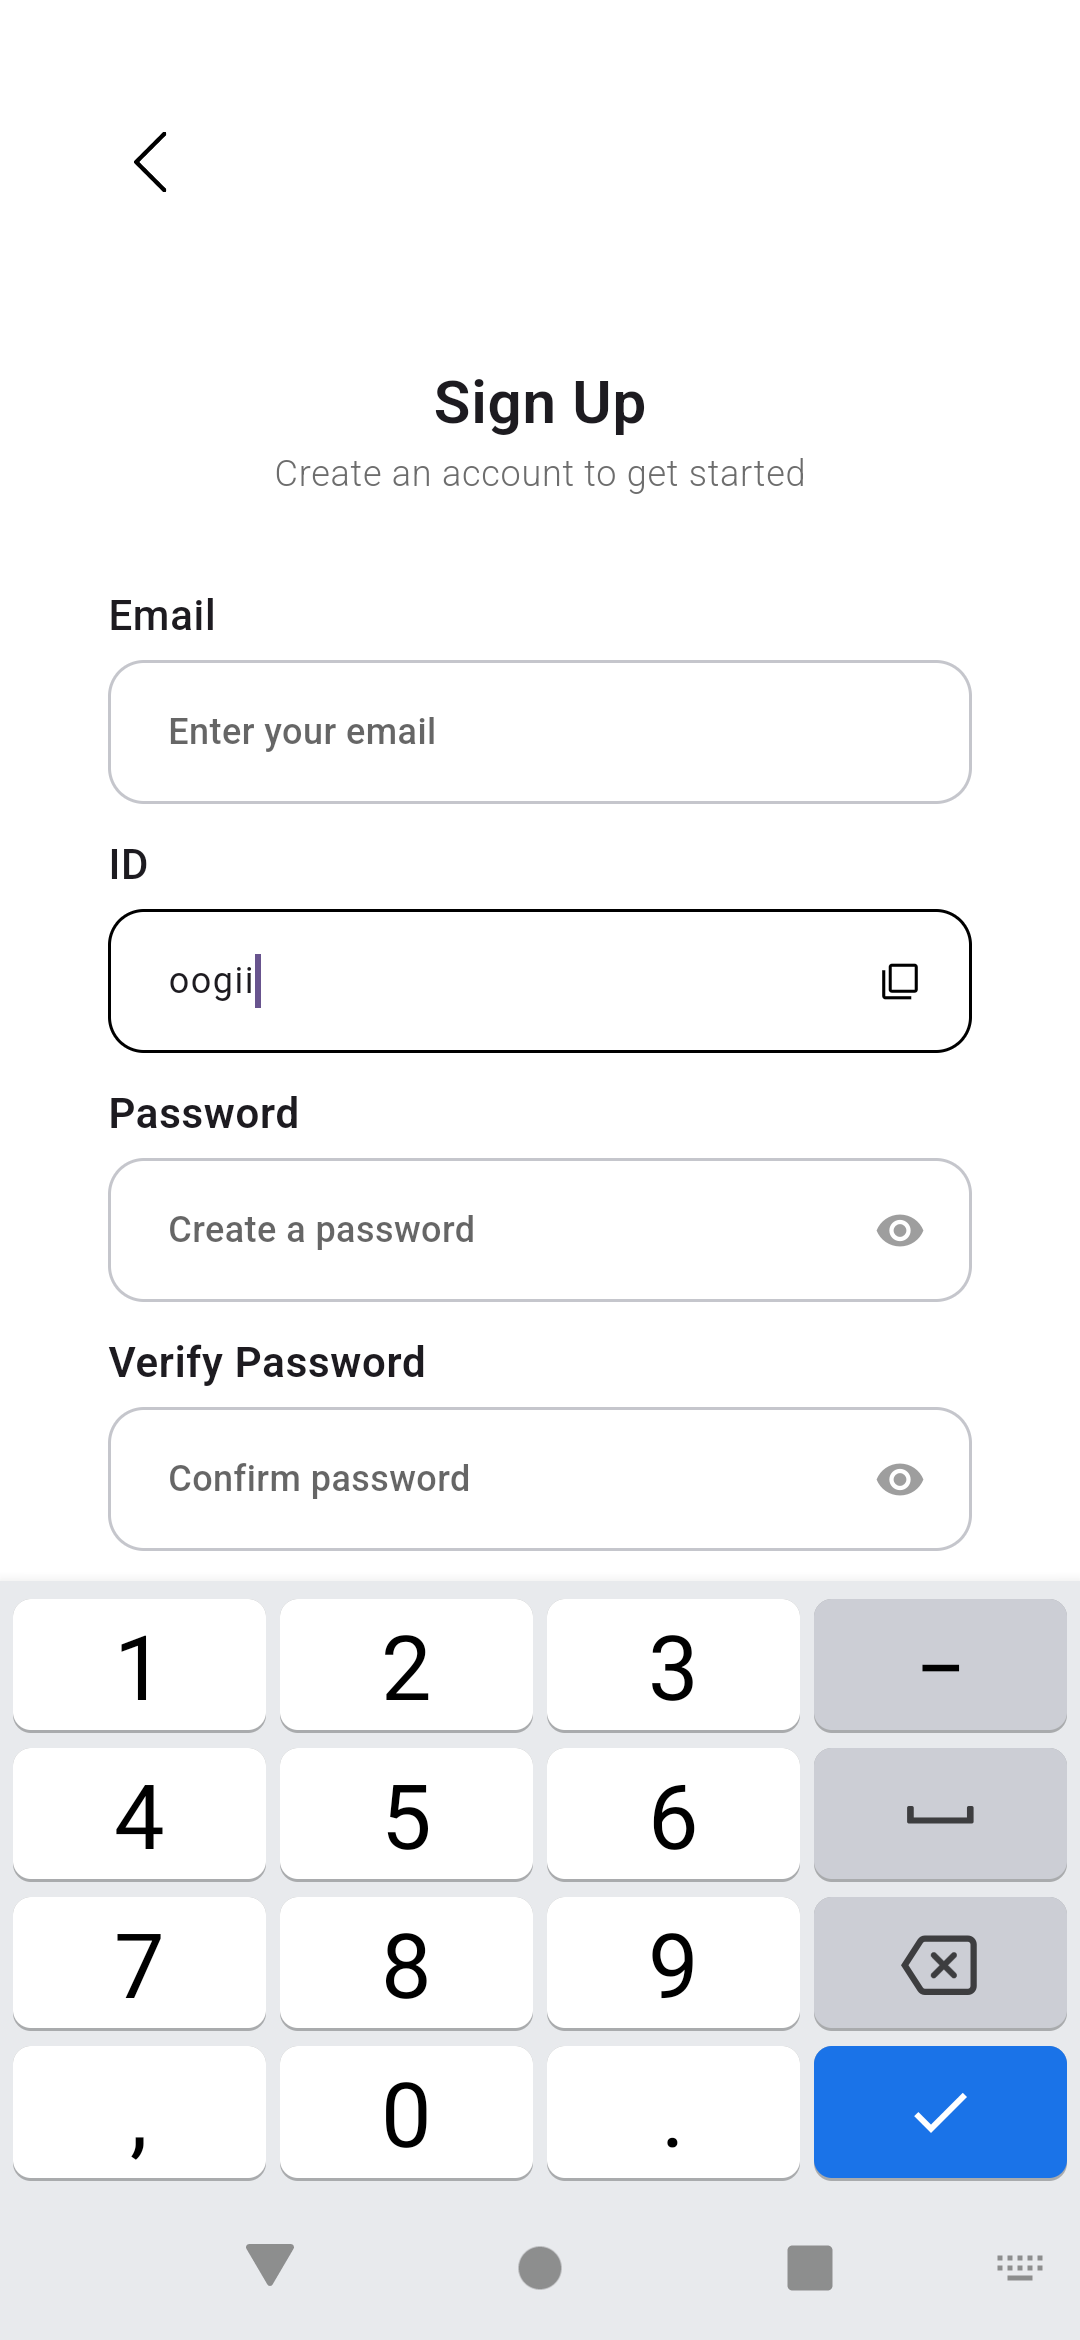 Sign Up
Create an account to get started
Email
Enter your email
ID
oogii
Password
Create a password
Verify Password
Confirm password
1 2 3 –
4 5 6
7 8 9
, 0 .